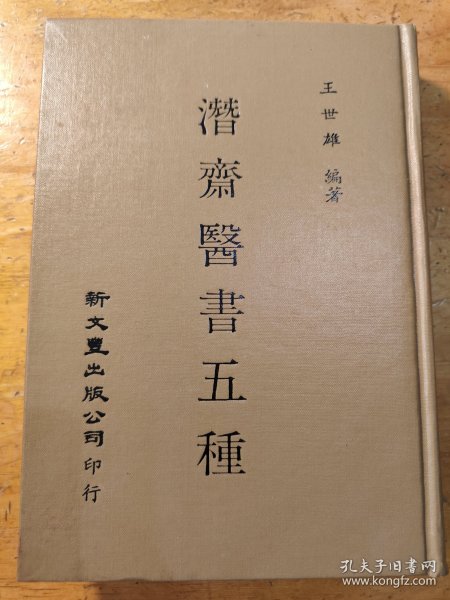 王世雄 編著
潛齋醫書五種
新文豐出版公司印行
孔夫子旧书网
www.kongfz.com